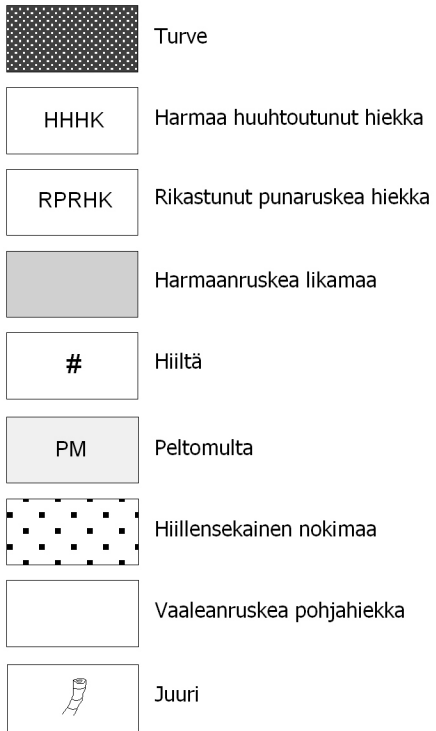 Turve
HHHK Harmaa huuhtoutunut hiekka
RPRHK Rikastunut punaruskea hiekka
Harmaanruskea likamaa
# Hiiltä
PM Peltomulta
Hiillensekainen nokimaa
Vaaleanruskea pohjahiekka
Juuri